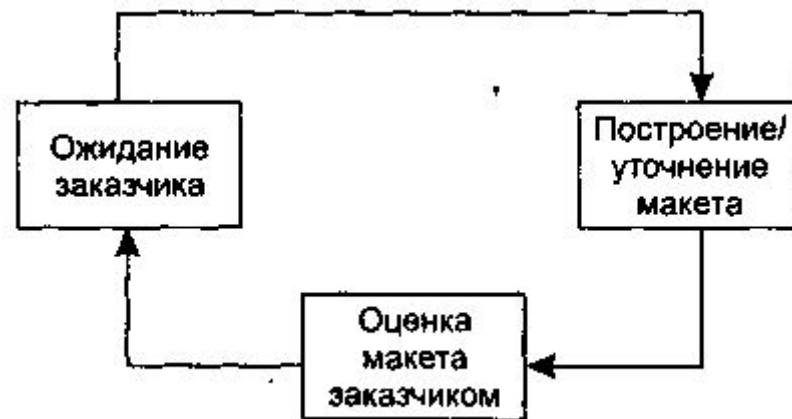 Ожидание
заказчика
Построение/
уточнение
макета
Оценка
макета
заказчиком